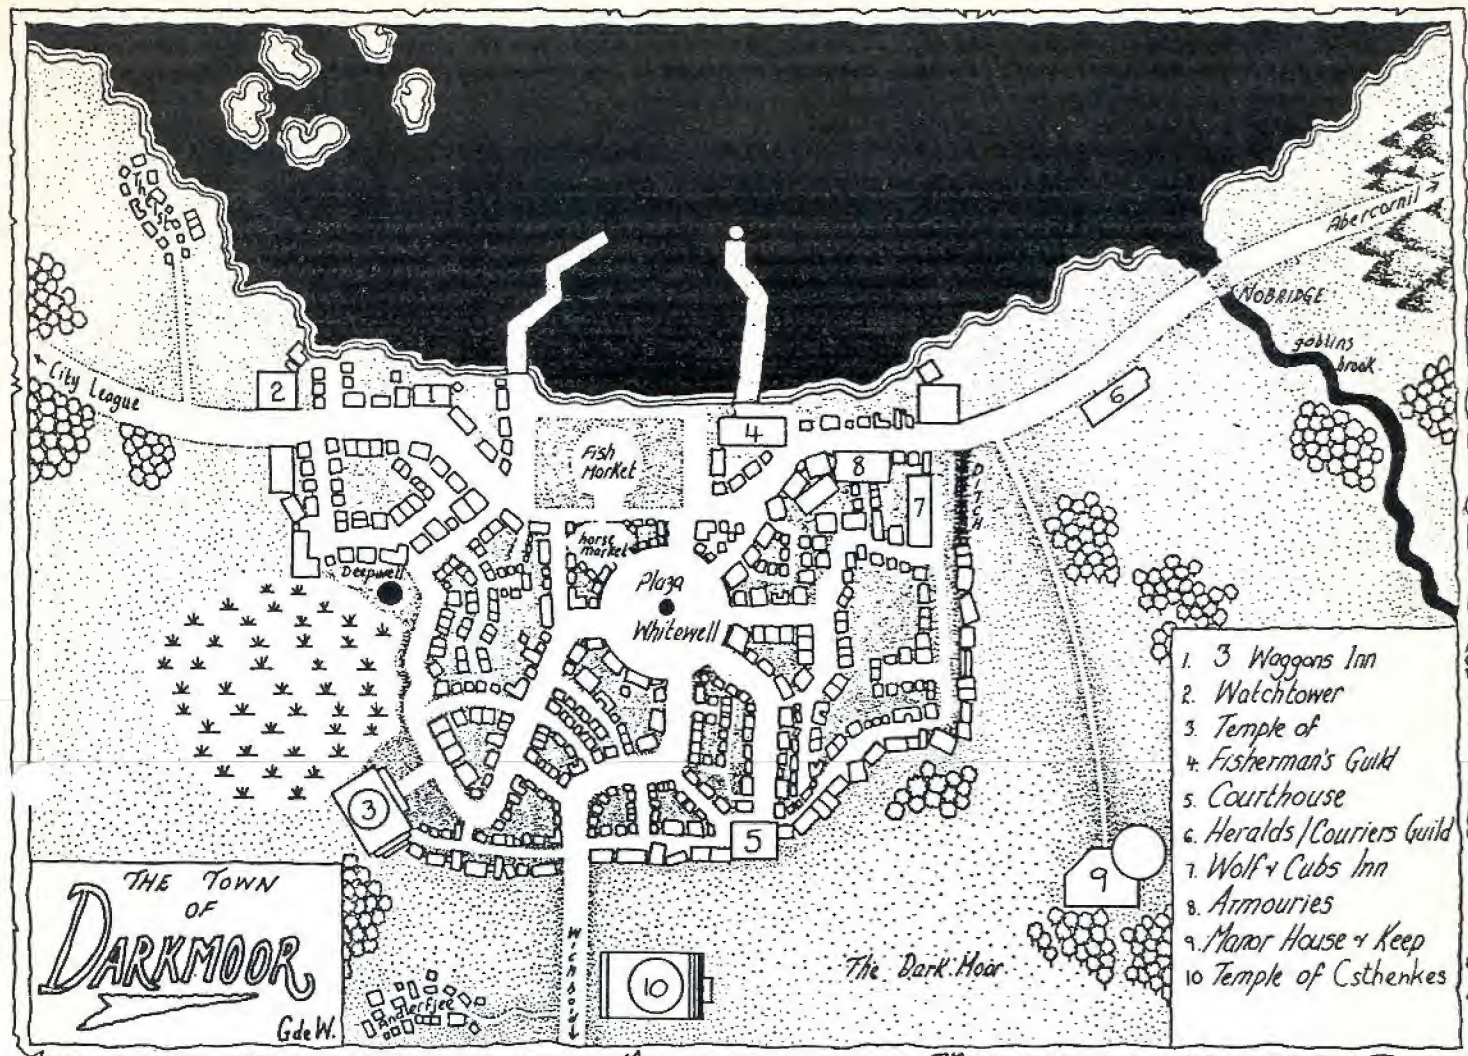 Abercornil
NOBRIDGE
goblins
brook
City League
2
1
6
4
Fish
Market
8
7
DITCH
horse
market
Deepwell
Plaza
Whitewell
3
5
9
10
The Dark Moor
Wichboid
THE TOWN
OF
DARKMOOR
GdeW.
1. 3 Waggons Inn
2. Watchtower
3. Temple of
4. Fisherman's Guild
5. Courthouse
6. Heralds/Couriers Guild
7. Wolf & Cubs Inn
8. Armouries
9. Manor House & Keep
10 Temple of Csthenkes